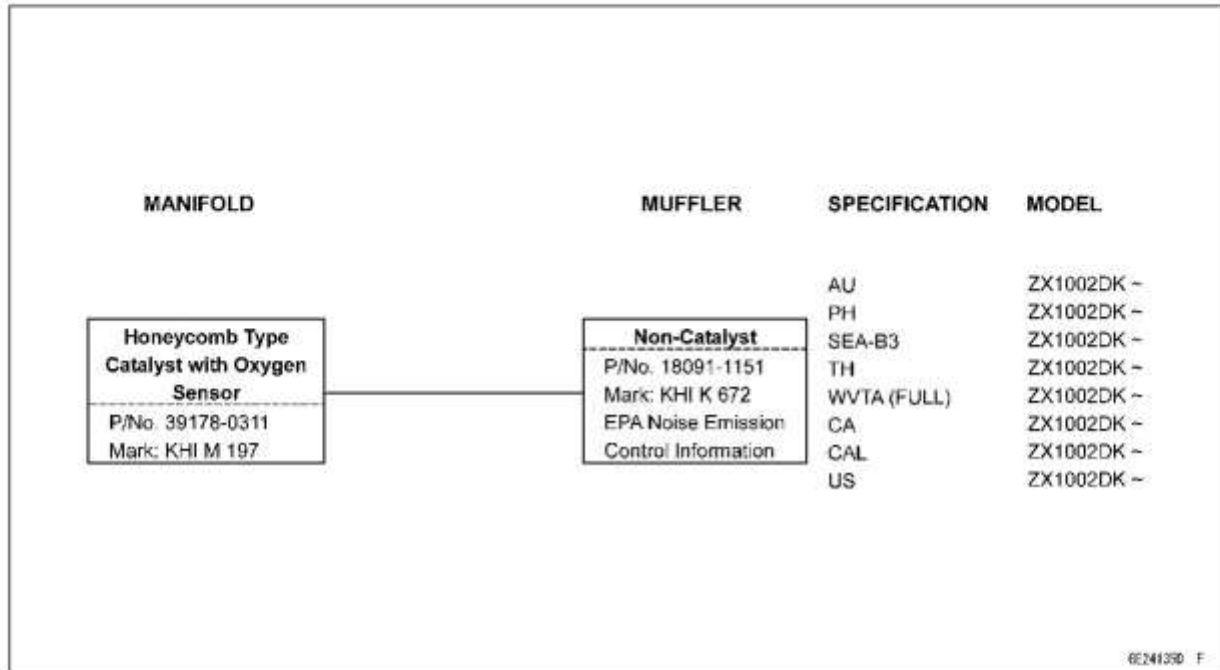 MANIFOLD MUFFLER SPECIFICATION MODEL
Honeycomb Type
Catalyst with Oxygen
Sensor
P/No. 39178-0311
Mark: KHI M 197
Non-Catalyst
P/No. 18091-1151
Mark: KHI K 672
EPA Noise Emission
Control Information
AU ZX1002DK ~
PH ZX1002DK ~
SEA-B3 ZX1002DK ~
TH ZX1002DK ~
WVTA (FULL) ZX1002DK ~
CA ZX1002DK ~
CAL ZX1002DK ~
US ZX1002DK ~